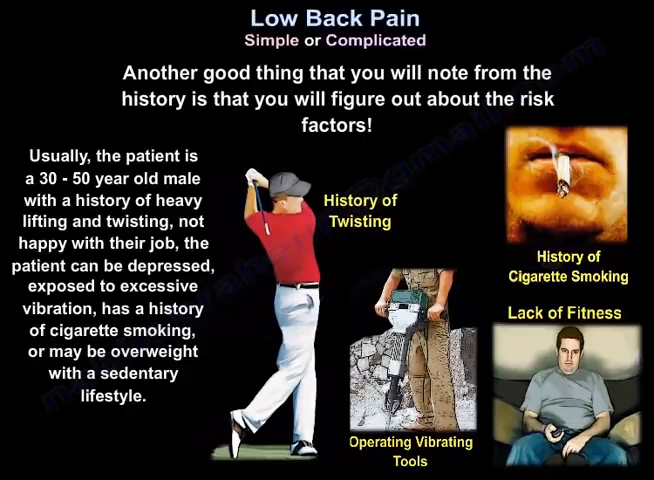 Low Back Pain
Simple or Complicated
Another good thing that you will note from the
history is that you will figure out about the risk
factors!
Usually, the patient is
a 30 - 50 year old male
with a history of heavy
lifting and twisting, not
happy with their job, the
patient can be depressed,
exposed to excessive
vibration, has a history
of cigarette smoking,
or may be overweight
with a sedentary
lifestyle.
History of
Twisting
History of
Cigarette Smoking
Lack of Fitness
Operating Vibrating
Tools